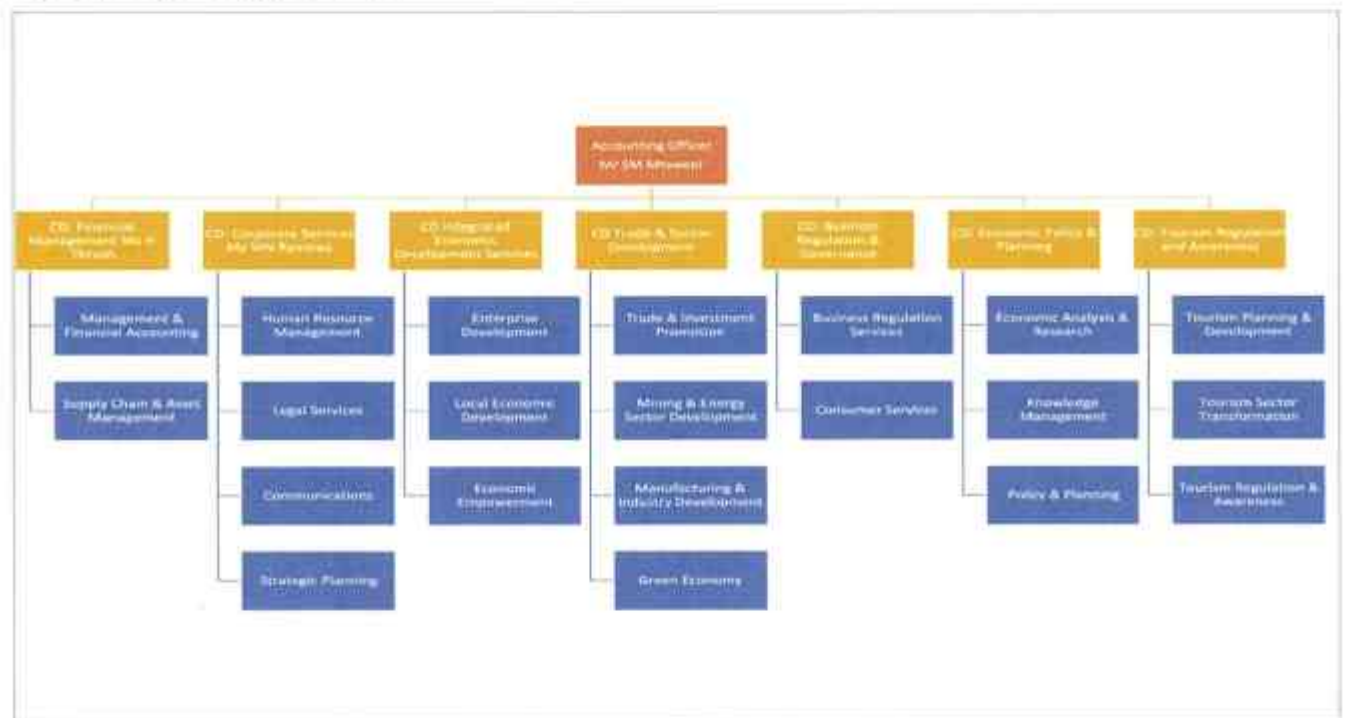 Accounting Officer
Mr SM
CD: Financial
Management Ms
CD: Corporate Services
CD Integrated
Economic
Development Services
CD Trade & Sector
Development
CD: Business
Regulation &
Governance
CD: Economic Policy &
Planning
CD: Tourism Regulation
and Awareness
Management &
Financial Accounting
Supply Chain & Asset
Management
Human Resource
Management
Legal Services
Communications
Strategic Planning
Enterprise
Development
Local Economic
Development
Economic
Empowerment
Trade & Investment
Promotion
Mining & Energy
Sector Development
Manufacturing &
Industry Development
Green Economy
Business Regulation
Services
Consumer Services
Economic Analysis &
Research
Knowledge
Management
Policy & Planning
Tourism Planning &
Development
Tourism Sector
Transformation
Tourism Regulation &
Awareness